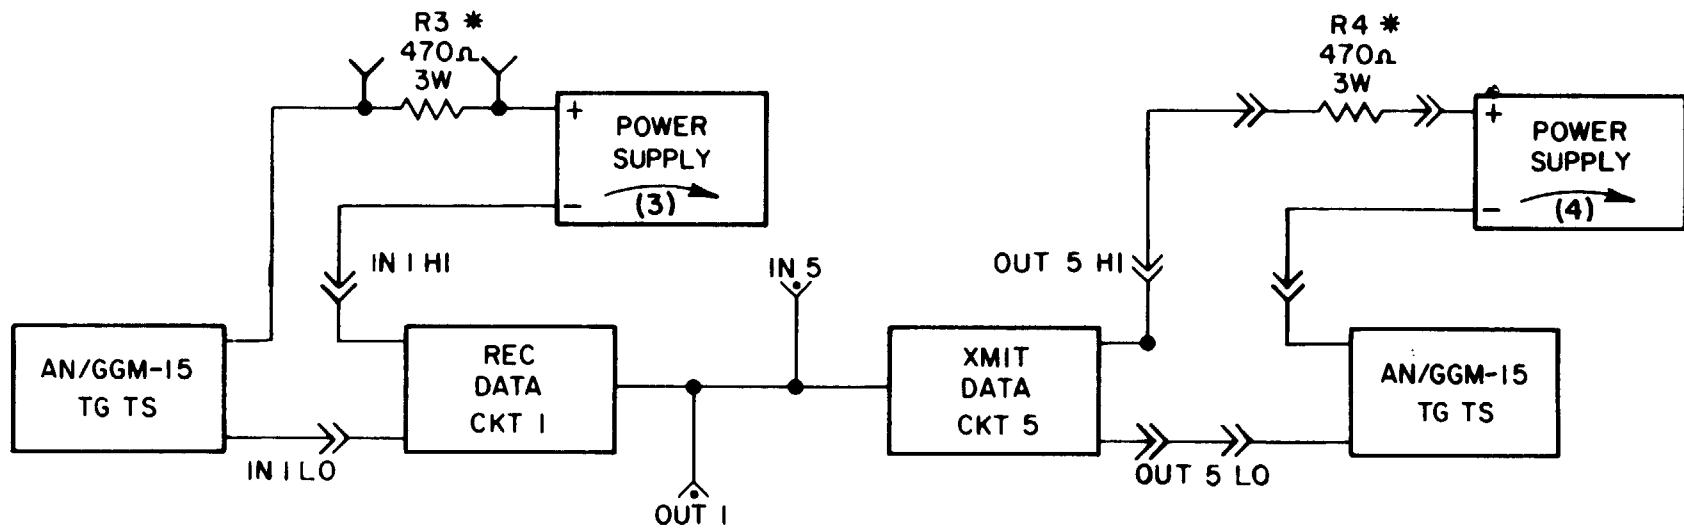 R3 *
470Ω
3W
+
POWER
SUPPLY
(3)
−
IN 1 HI
AN/GGM-15
TG TS
IN 1 LO
REC
DATA
CKT 1
OUT 1
IN 5
XMIT
DATA
CKT 5
OUT 5 HI
OUT 5 LO
R4 *
470Ω
3W
+
POWER
SUPPLY
(4)
−
AN/GGM-15
TG TS